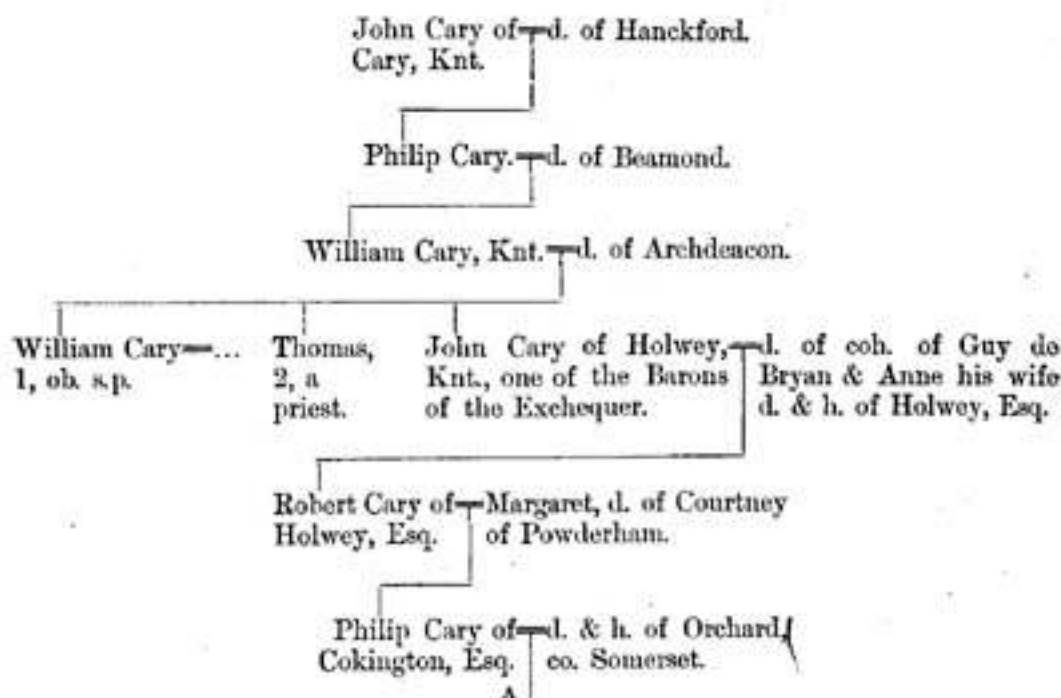 John Cary of d. of Hanckford.
Cary, Knt.
Philip Cary. d. of Beamond.
William Cary, Knt. d. of Archdeacon.
William Cary ...
1, ob. s.p.
Thomas,
2, a
priest.
John Cary of Holwey,
Knt., one of the Barons
of the Exchequer.
d. of coh. of Guy de
Bryan & Anne his wife
d. & h. of Holwey, Esq.
Robert Cary of
Holwey, Esq.
Margaret, d. of Courtney
of Powderham.
Philip Cary of
Cokington, Esq.
d. & h. of Orchard,
co. Somerset.
A